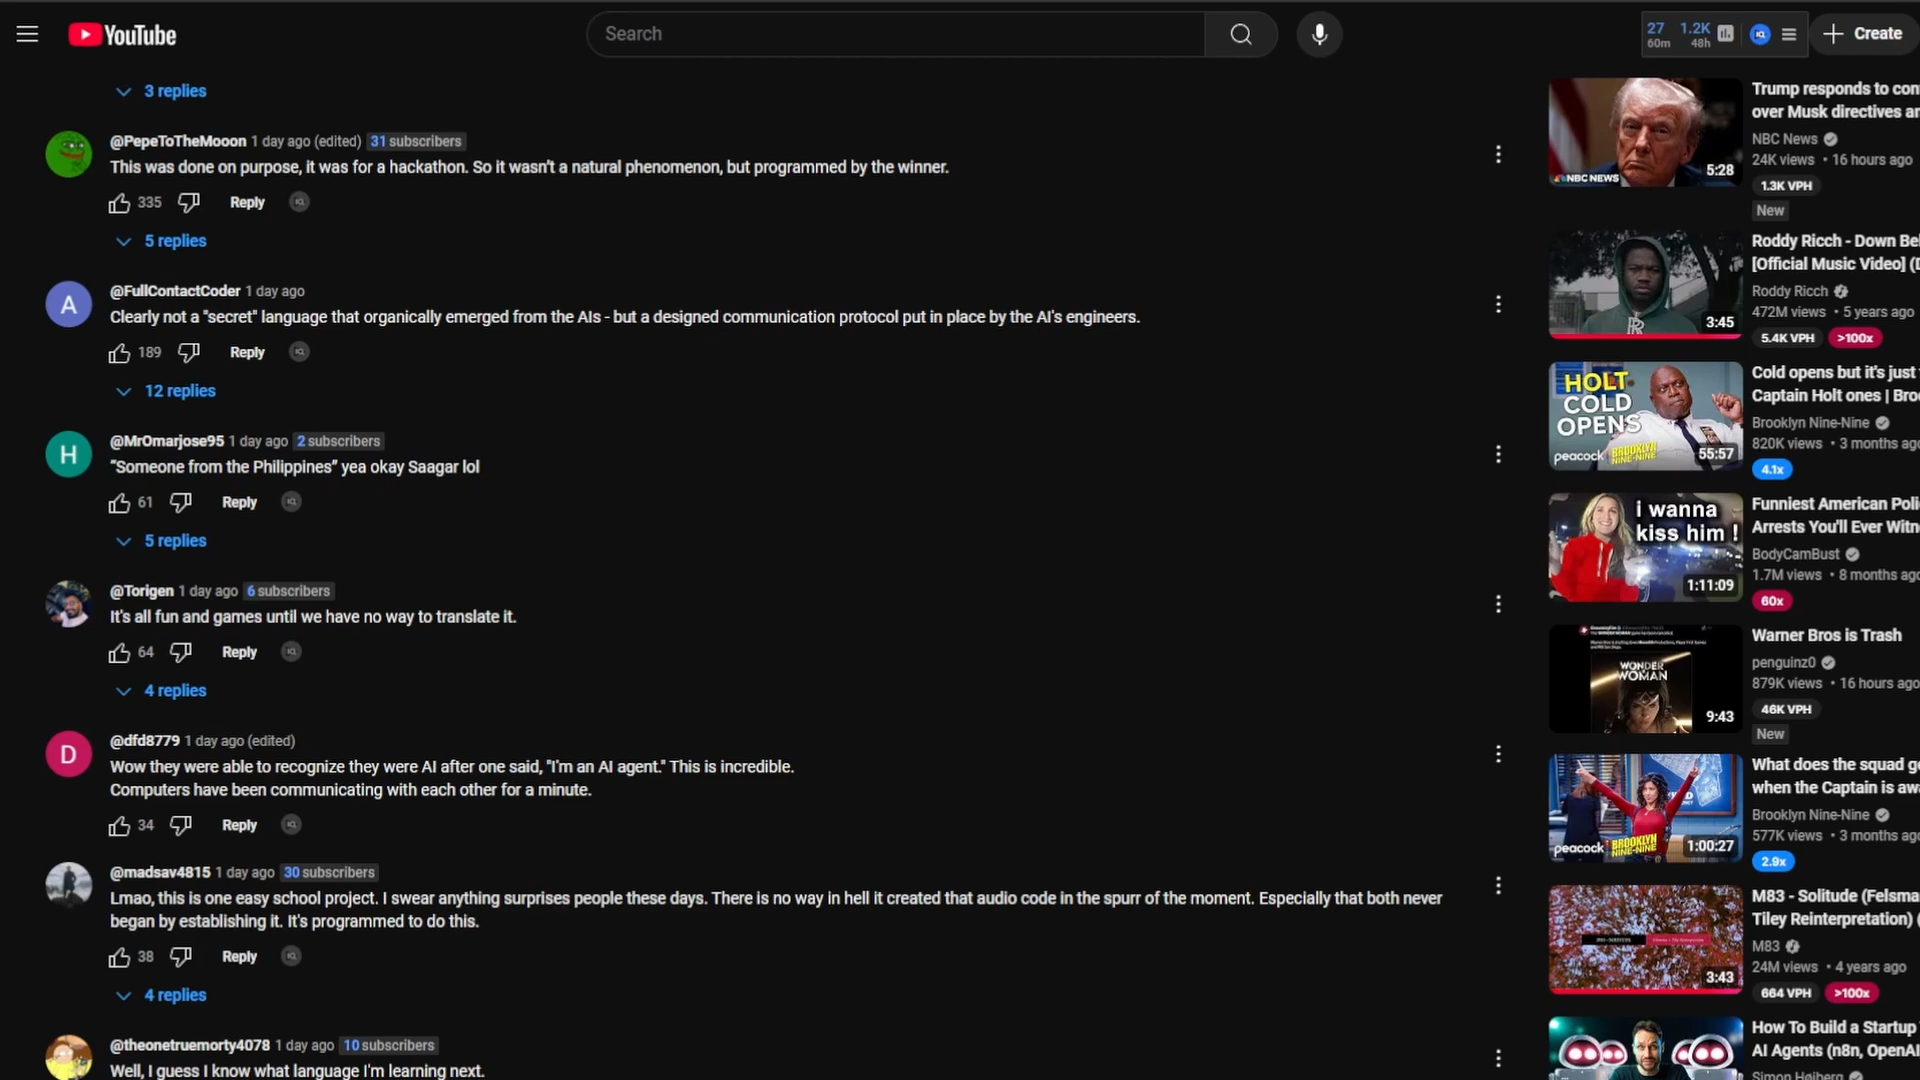 YouTube
Search
27
60m
1.2K
48h
Create
3 replies
@PepeToTheMooon 1 day ago (edited) 31 subscribers
This was done on purpose, it was for a hackathon. So it wasn't a natural phenomenon, but programmed by the winner.
335 Reply
5 replies
A
@FullContactCoder 1 day ago
Clearly not a "secret" language that organically emerged from the AIs - but a designed communication protocol put in place by the AI's engineers.
189 Reply
12 replies
H
@MrOmarjose95 1 day ago 2 subscribers
“Someone from the Philippines” yea okay Saagar lol
61 Reply
5 replies
@Torigen 1 day ago 6 subscribers
It's all fun and games until we have no way to translate it.
64 Reply
4 replies
D
@dfd8779 1 day ago (edited)
Wow they were able to recognize they were AI after one said, "I'm an AI agent." This is incredible.
Computers have been communicating with each other for a minute.
34 Reply
@madsav4815 1 day ago 30 subscribers
Lmao, this is one easy school project. I swear anything surprises people these days. There is no way in hell it created that audio code in the spurr of the moment. Especially that both never
began by establishing it. It's programmed to do this.
38 Reply
4 replies
@theonetruemorty4078 1 day ago 10 subscribers
Well, I guess I know what language I'm learning next.
NBC NEWS
5:28
Trump responds to con
over Musk directives an
NBC News
24K views • 16 hours ago
1.3K VPH
New
3:45
Roddy Ricch - Down Be
[Official Music Video] (D
Roddy Ricch
472M views • 5 years ago
5.4K VPH >100x
HOLT
COLD
OPENS
peacock BROOKLYN NINE-NINE
55:57
Cold opens but it's just
Captain Holt ones | Bro
Brooklyn Nine-Nine
820K views • 3 months ago
4.1x
i wanna
kiss him !
1:11:09
Funniest American Poli
Arrests You'll Ever Witn
BodyCamBust
1.7M views • 8 months ago
60x
WONDER
WOMAN
9:43
Warner Bros is Trash
penguinz0
879K views • 16 hours ago
46K VPH
New
peacock BROOKLYN NINE-NINE
1:00:27
What does the squad g
when the Captain is aw
Brooklyn Nine-Nine
577K views • 3 months ago
2.9x
3:43
M83 - Solitude (Felsma
Tiley Reinterpretation) (
M83
24M views • 4 years ago
664 VPH >100x
How To Build a Startup
AI Agents (n8n, OpenAI
Simon Høiberg